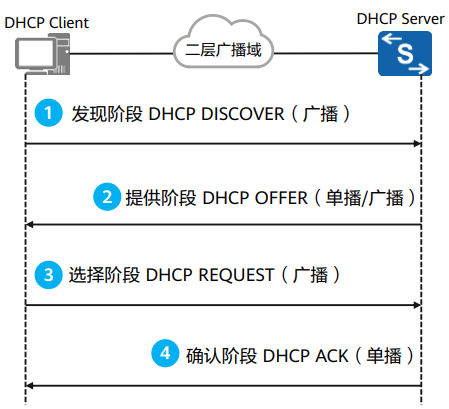 DHCP Client
DHCP Server
二层广播域
S
1 发现阶段 DHCP DISCOVER（广播）
2 提供阶段 DHCP OFFER（单播/广播）
3 选择阶段 DHCP REQUEST（广播）
4 确认阶段 DHCP ACK（单播）